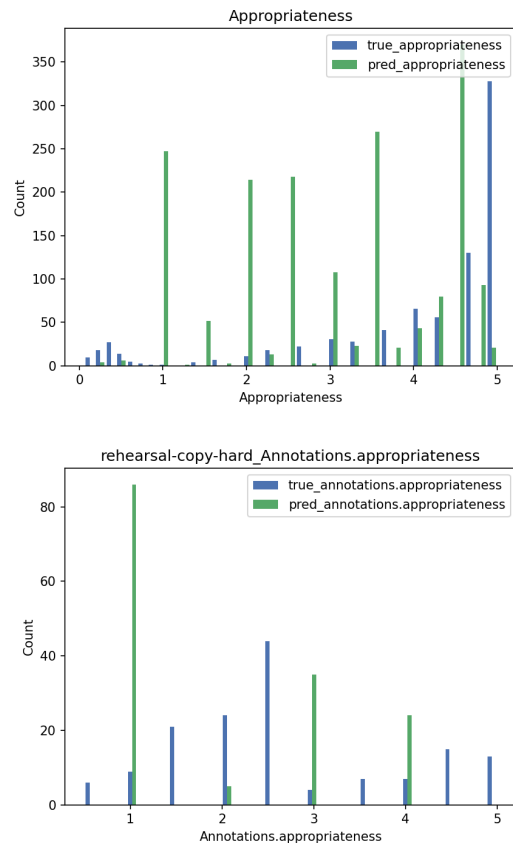 Appropriateness
true_appropriateness
pred_appropriateness
Count
350
300
250
200
150
100
50
0
0 1 2 3 4 5
Appropriateness
rehearsal-copy-hard_Annotations.appropriateness
true_annotations.appropriateness
pred_annotations.appropriateness
Count
80
60
40
20
0
1 2 3 4 5
Annotations.appropriateness